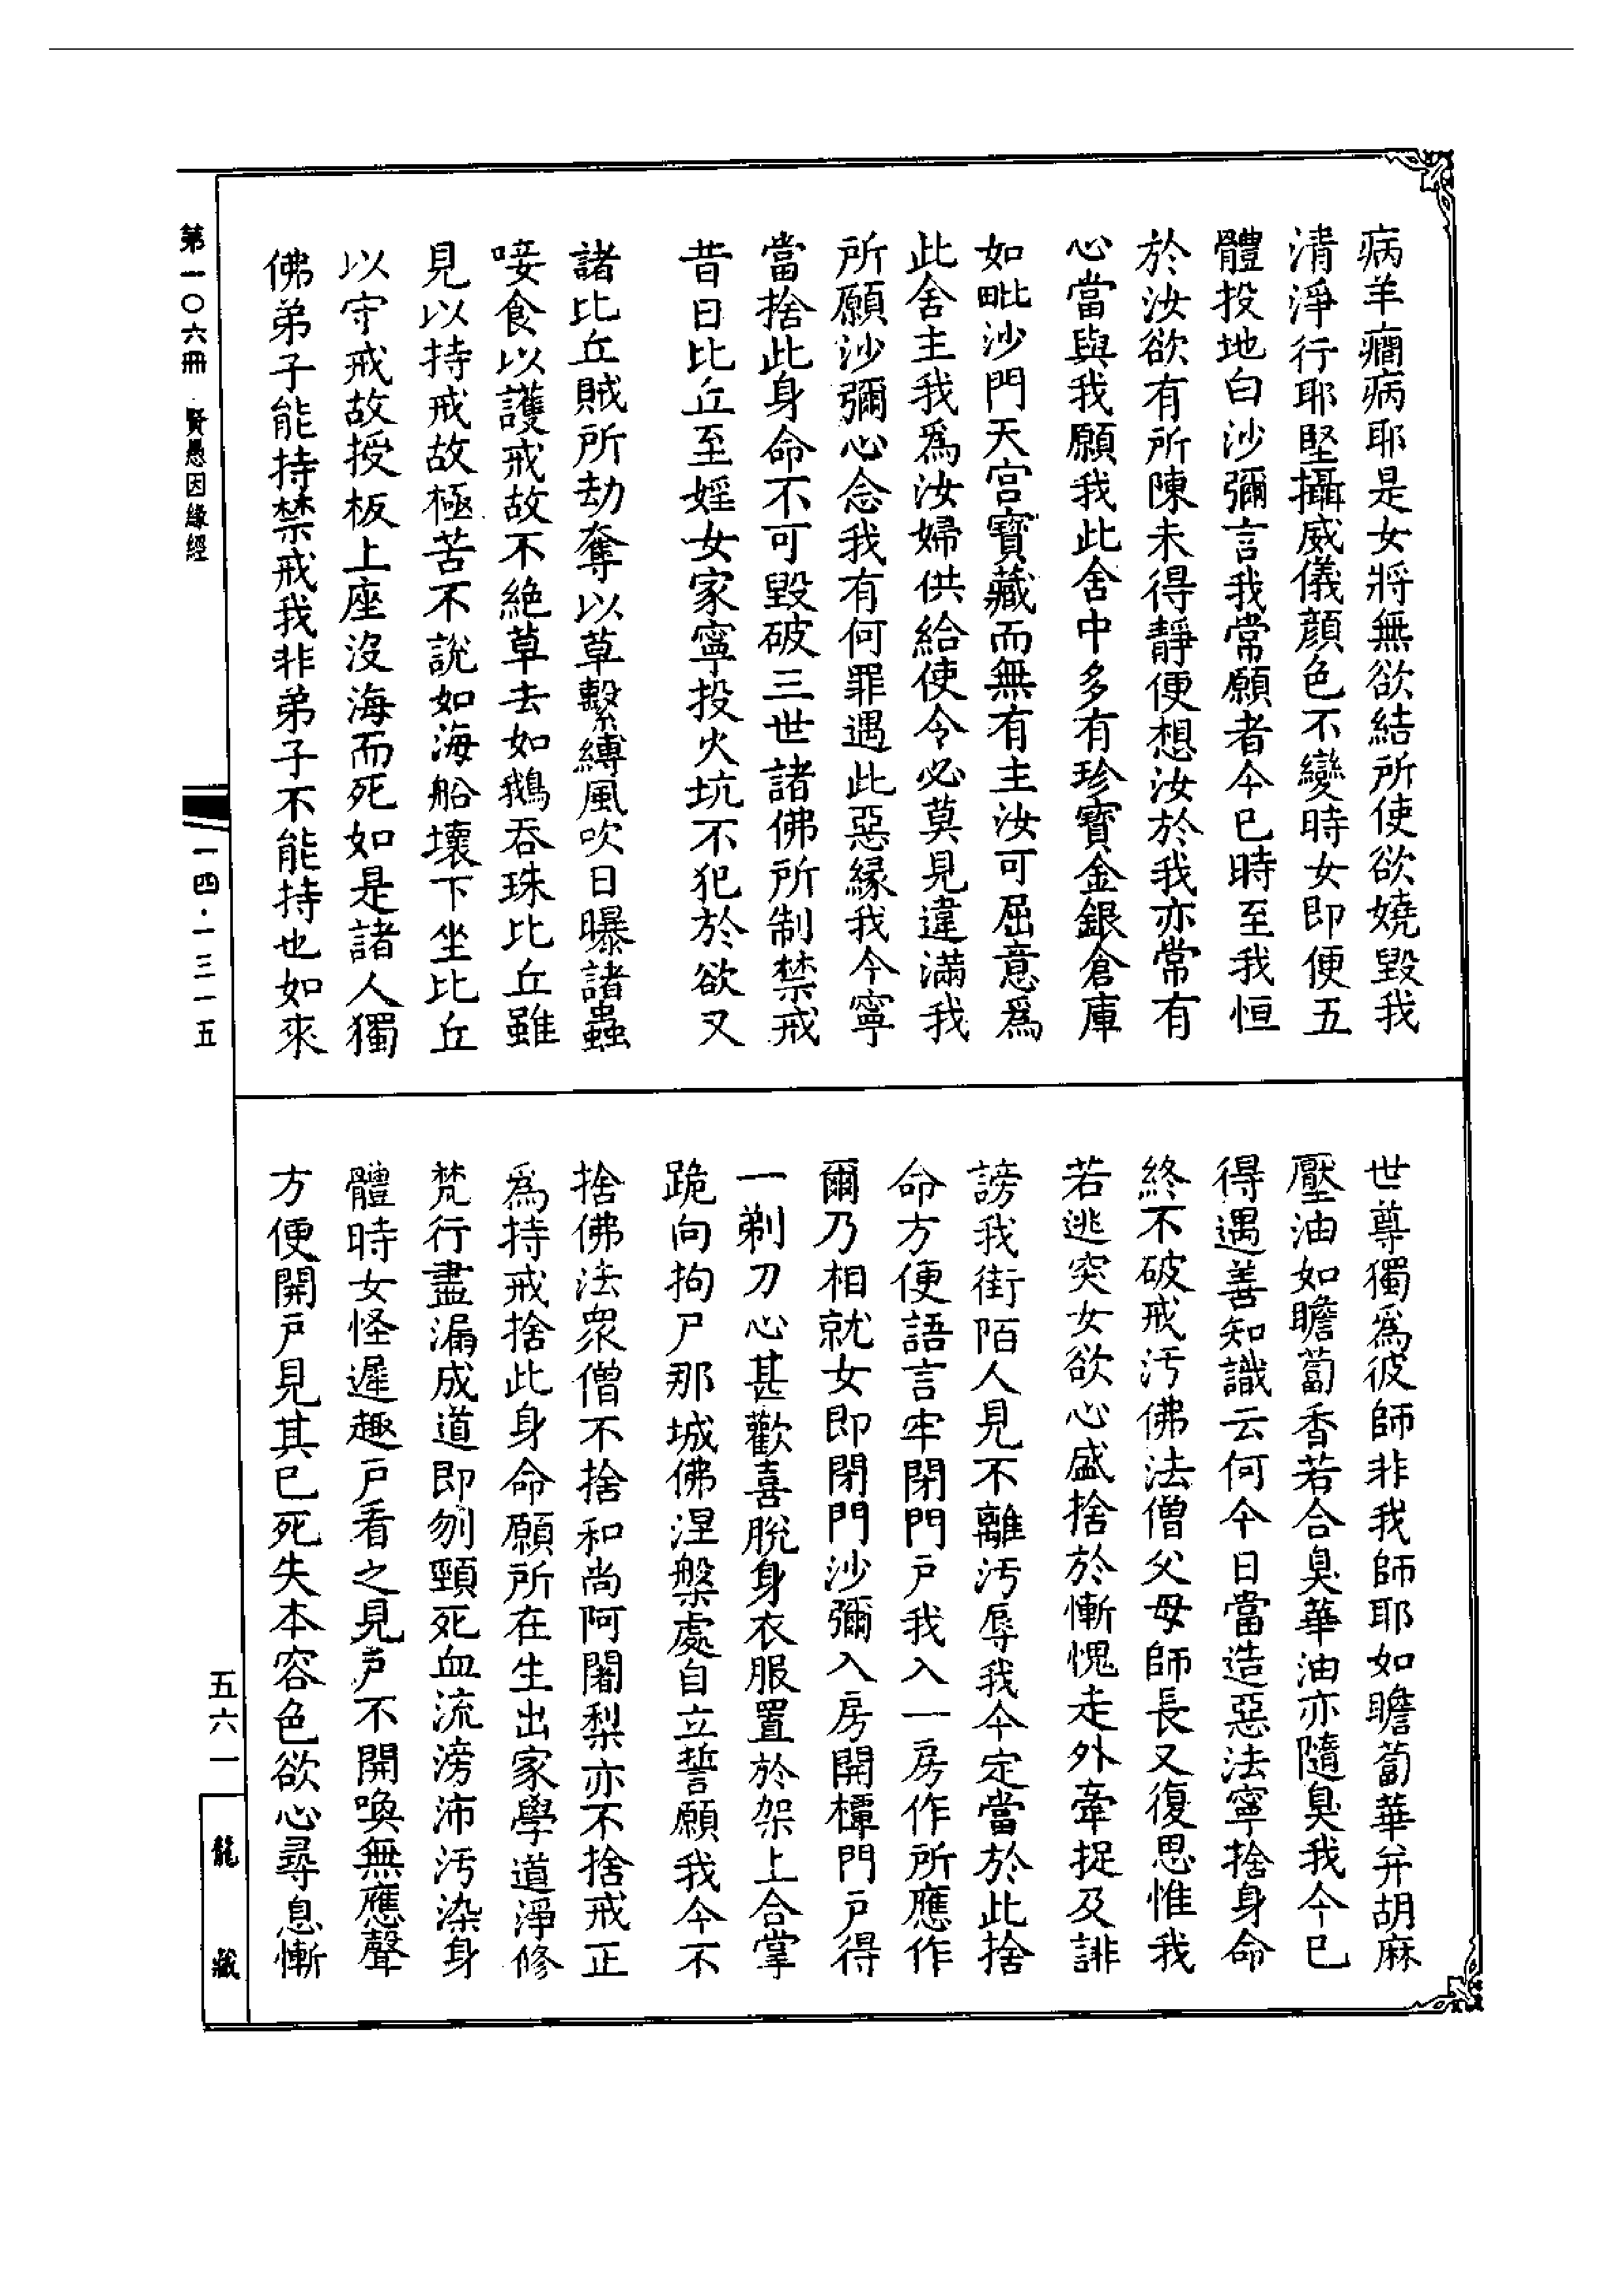 病羊癎病耶是女將無欲結所使欲嬈毀我
清淨行耶堅攝威儀顏色不變時女即便五
體投地白沙彌言我常願者今已時至我恒
於汝欲有所陳未得靜便想汝於我亦常有
心當與我願我此舍中多有珍寶金銀倉庫
如毗沙門天宮寶藏而無有主汝可屈意爲
此舍主我爲汝婦供給使令必莫見違滿我
所願沙彌心念我有何罪遇此惡縁我今寧
當捨此身命不可毀破三世諸佛所制禁戒
昔日比丘至婬女家寧投火坑不犯於欲又
諸比丘賊所劫奪以草繫縛風吹日曝諸蟲
唼食以護戒故不絶草去如鵝吞珠比丘雖
見以持戒故極苦不說如海船壞下坐比丘
以守戒故授板上座沒海而死如是諸人獨
佛弟子能持禁戒我非弟子不能持也如來
世尊獨爲彼師非我師耶如瞻蔔華并胡麻
壓油如瞻蔔香若合臭華油亦隨臭我今已
得遇善知識云何今日當造惡法寧捨身命
終不破戒汚佛法僧父母師長又復思惟我
若逃突女欲心盛捨於慚愧走外牽捉及誹
謗我街陌人見不離汚辱我今定當於此捨
命方便語言牢閉門戶我入一房作所應作
爾乃相就女即閉門沙彌入房開橝門戶得
一剃刀心甚歡喜脫身衣服置於架上合掌
跪向拘尸那城佛涅槃處自立誓願我今不
捨佛法衆僧不捨和尚阿闍梨亦不捨戒正
爲持戒捨此身命願所在生出家學道淨修
梵行盡漏成道即刎頸死血流滂沛汚染身
體時女怪遲趣戶看之見戶不開喚無應聲
方便開戶見其已死失本容色欲心尋息慚
第一〇六冊 賢愚因緣經
一四·一三一五
五六一
龍藏